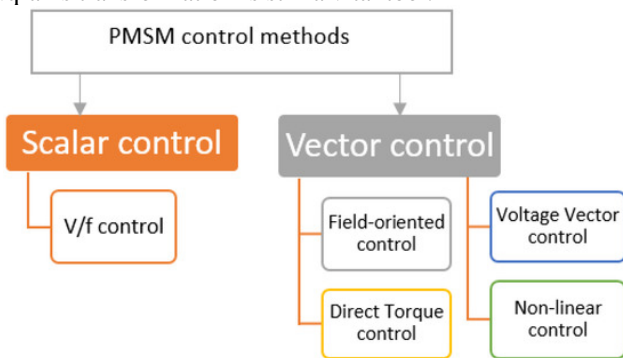 PMSM control methods
Scalar control
Vector control
V/f control
Field-oriented
control
Voltage Vector
control
Direct Torque
control
Non-linear
control